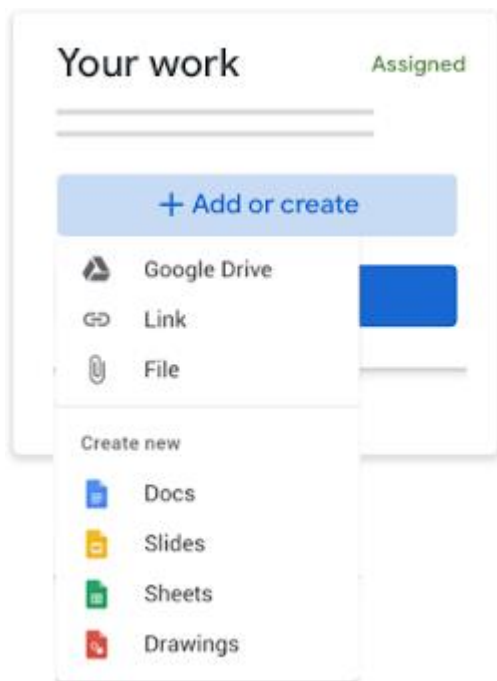 Your work
Assigned
+ Add or create
Google Drive
Link
File
Create new
Docs
Slides
Sheets
Drawings